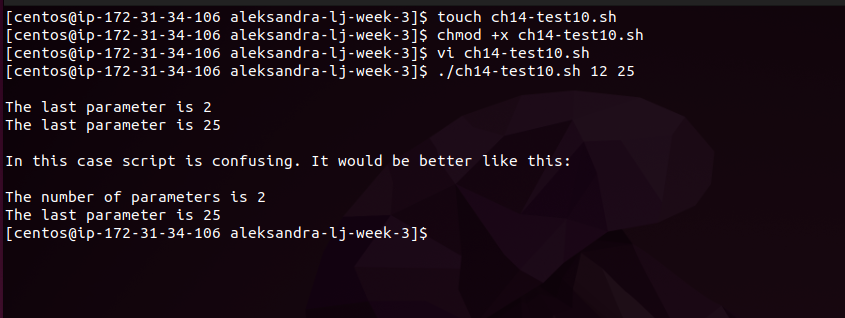 [centos@ip-172-31-34-106 aleksandra-lj-week-3]$ touch ch14-test10.sh
[centos@ip-172-31-34-106 aleksandra-lj-week-3]$ chmod +x ch14-test10.sh
[centos@ip-172-31-34-106 aleksandra-lj-week-3]$ vi ch14-test10.sh
[centos@ip-172-31-34-106 aleksandra-lj-week-3]$ ./ch14-test10.sh 12 25
The last parameter is 2
The last parameter is 25
In this case script is confusing. It would be better like this:
The number of parameters is 2
The last parameter is 25
[centos@ip-172-31-34-106 aleksandra-lj-week-3]$